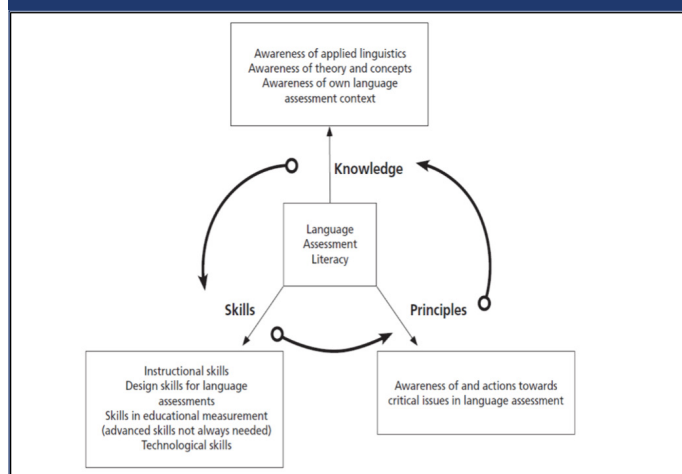 Awareness of applied linguistics
Awareness of theory and concepts
Awareness of own language
assessment context
Knowledge
Language
Assessment
Literacy
Skills
Principles
Instructional skills
Design skills for language
assessments
Skills in educational measurement
(advanced skills not always needed)
Technological skills
Awareness of and actions towards
critical issues in language assessment